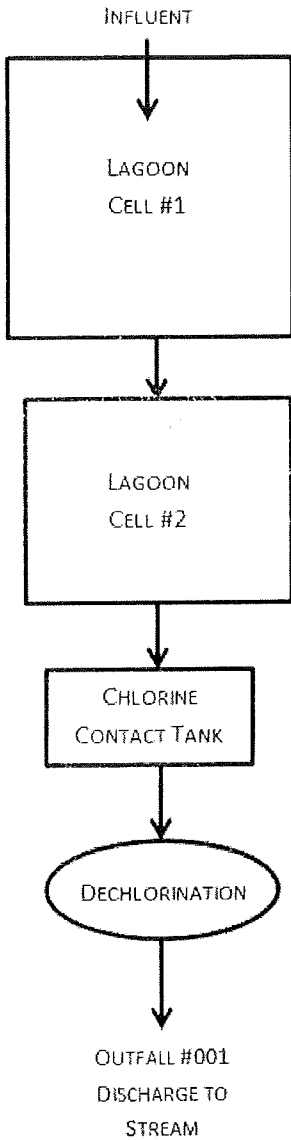 INFLUENT
LAGOON
CELL #1
LAGOON
CELL #2
CHLORINE
CONTACT TANK
DECHLORINATION
OUTFALL #001
DISCHARGE TO
STREAM